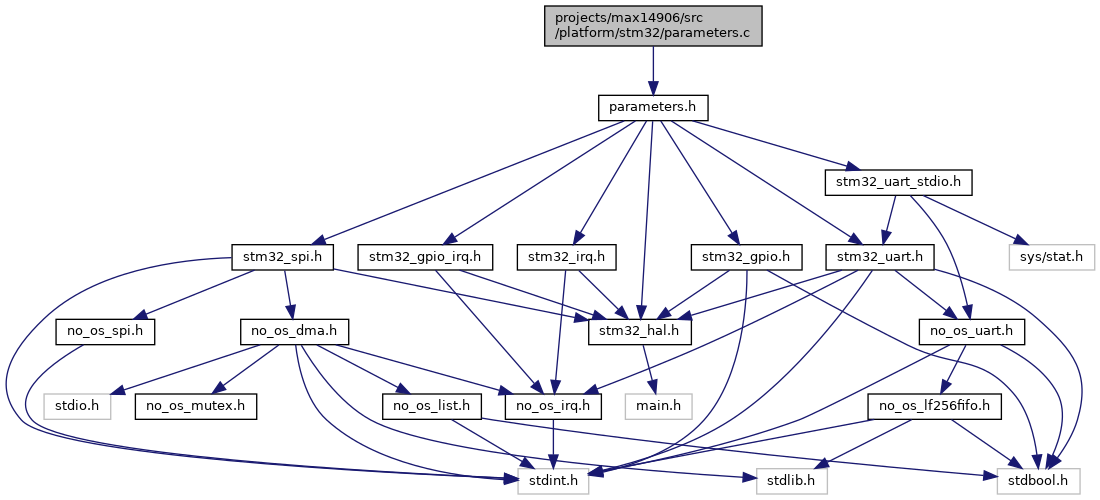 projects/max14906/src
/platform/stm32/parameters.c
parameters.h
stm32_uart_stdio.h
stm32_spi.h
stm32_gpio_irq.h
stm32_irq.h
stm32_gpio.h
stm32_uart.h
sys/stat.h
no_os_spi.h
no_os_dma.h
stm32_hal.h
no_os_uart.h
stdio.h
no_os_mutex.h
no_os_list.h
no_os_irq.h
main.h
no_os_lf256fifo.h
stdint.h
stdlib.h
stdbool.h